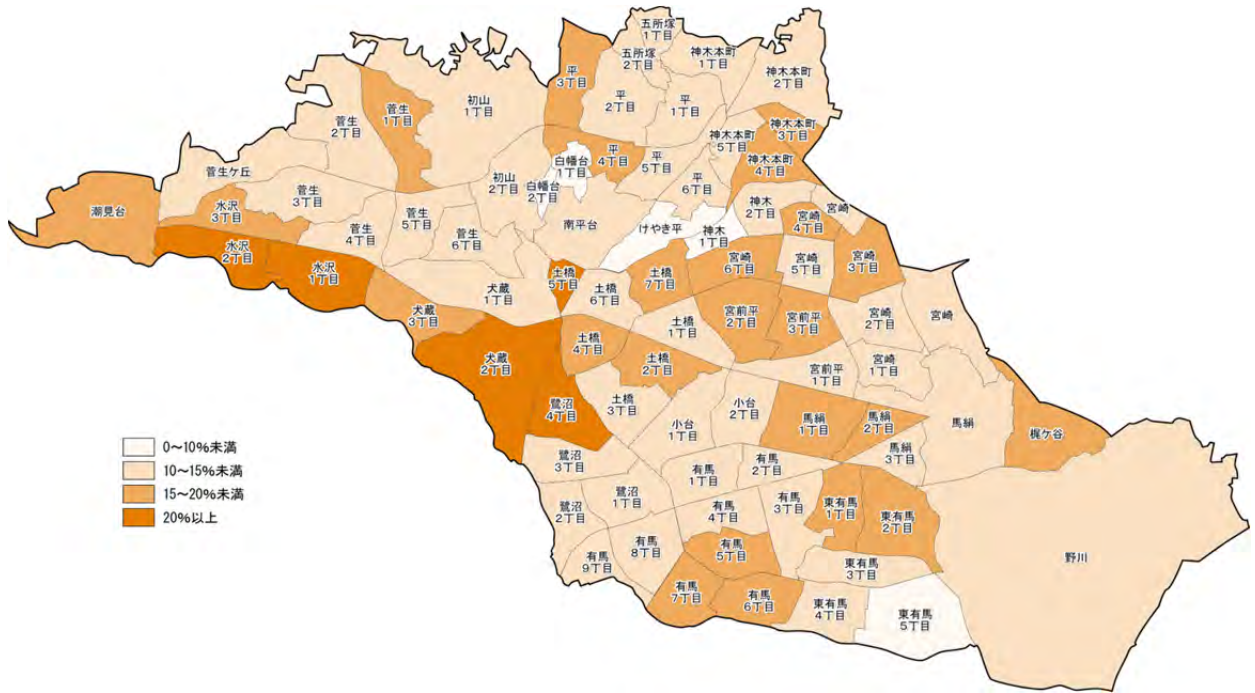 五所塚
1丁目
五所塚
2丁目
神木本町
1丁目
神木本町
2丁目
平
3丁目
平
2丁目
平
1丁目
初山
1丁目
菅生
1丁目
菅生
2丁目
神木本町
3丁目
神木本町
5丁目
神木本町
4丁目
平
4丁目
白幡台
1丁目
平
5丁目
平
6丁目
菅生ケ丘
菅生
3丁目
初山
2丁目
白幡台
2丁目
潮見台
水沢
3丁目
菅生
4丁目
菅生
5丁目
菅生
6丁目
南平台
けやき平
神木
1丁目
神木
2丁目
宮崎
4丁目
宮崎
宮崎
3丁目
宮崎
5丁目
宮崎
6丁目
水沢
2丁目
水沢
1丁目
土橋
5丁目
土橋
6丁目
土橋
7丁目
犬蔵
1丁目
犬蔵
3丁目
土橋
1丁目
宮前平
2丁目
宮前平
3丁目
宮崎
2丁目
宮崎
犬蔵
2丁目
土橋
4丁目
土橋
2丁目
宮前平
1丁目
宮崎
1丁目
鷺沼
4丁目
土橋
3丁目
小台
1丁目
小台
2丁目
馬絹
1丁目
馬絹
2丁目
馬絹
梶ケ谷
馬絹
3丁目
鷺沼
3丁目
有馬
1丁目
有馬
2丁目
鷺沼
2丁目
鷺沼
1丁目
有馬
4丁目
有馬
3丁目
東有馬
1丁目
東有馬
2丁目
有馬
9丁目
有馬
8丁目
有馬
5丁目
東有馬
3丁目
野川
有馬
7丁目
有馬
6丁目
東有馬
4丁目
東有馬
5丁目
0~10%未満
10~15%未満
15~20%未満
20%以上